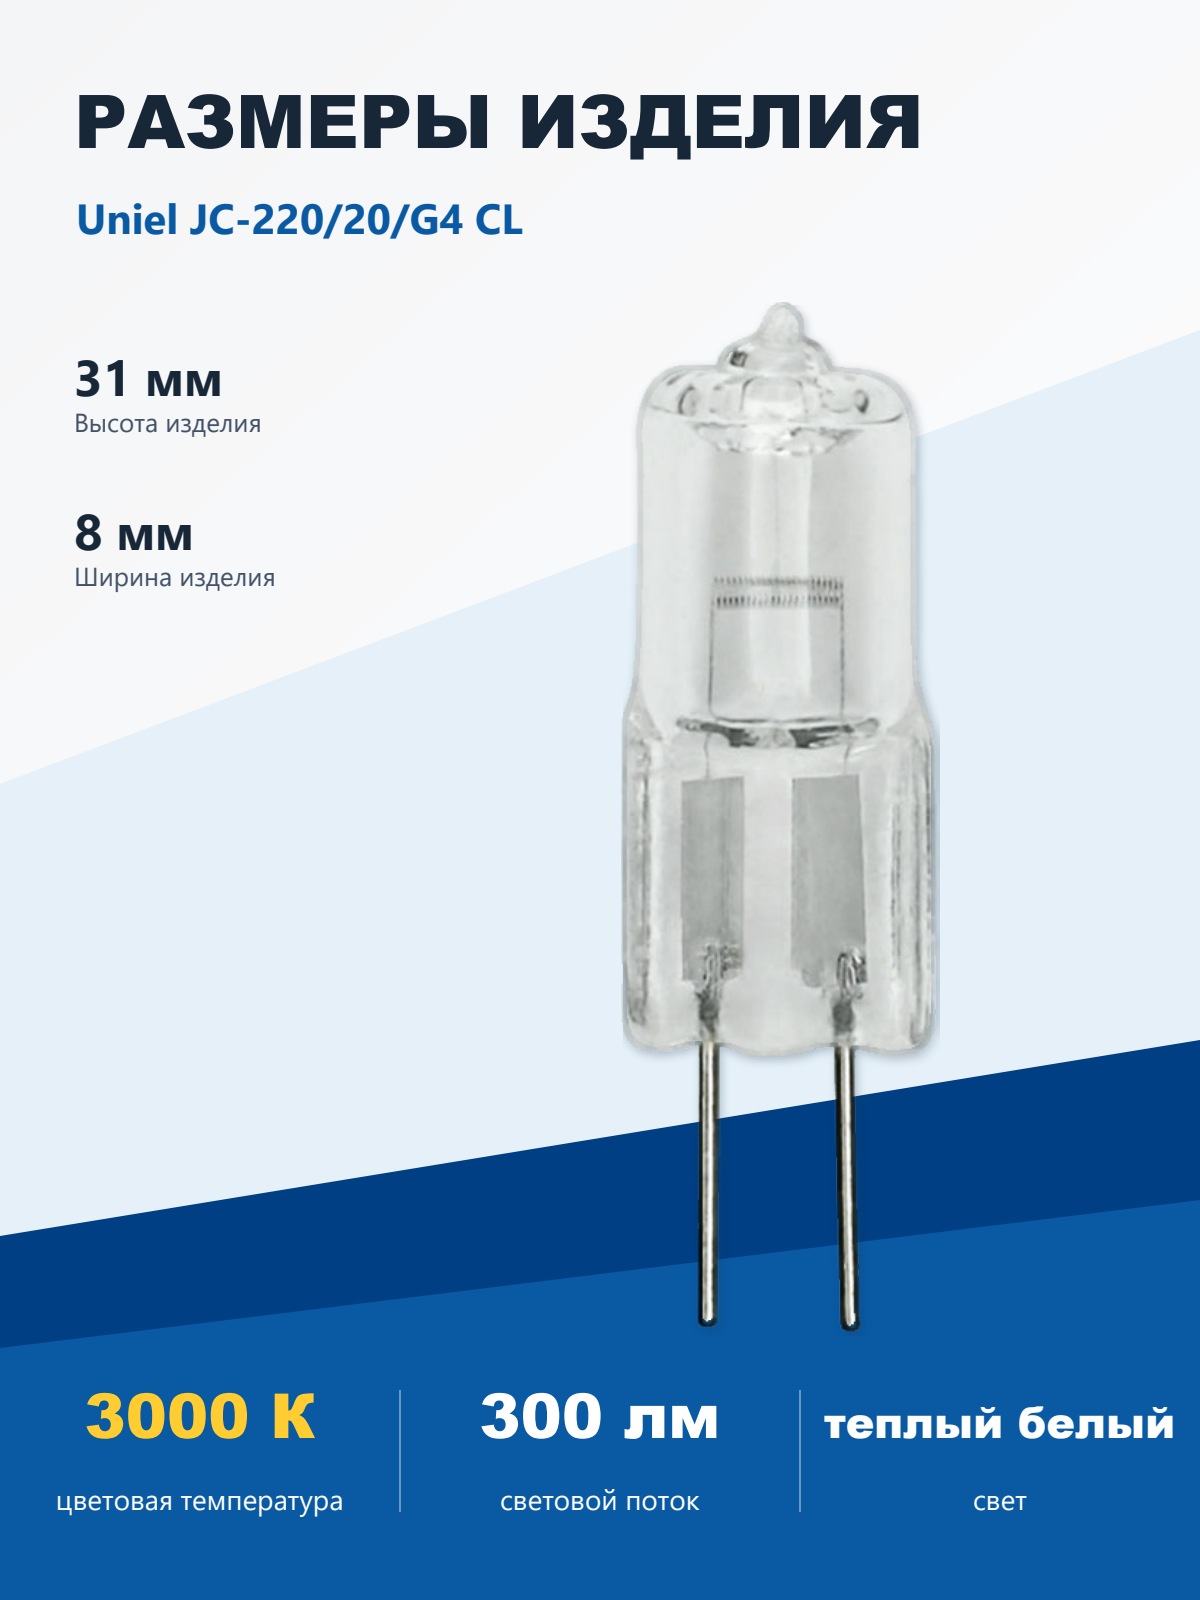 РАЗМЕРЫ ИЗДЕЛИЯ
Uniel JC-220/20/G4 CL
31 мм
Высота изделия
8 мм
Ширина изделия
3000 К
цветовая температура
300 лм
световой поток
теплый белый
свет